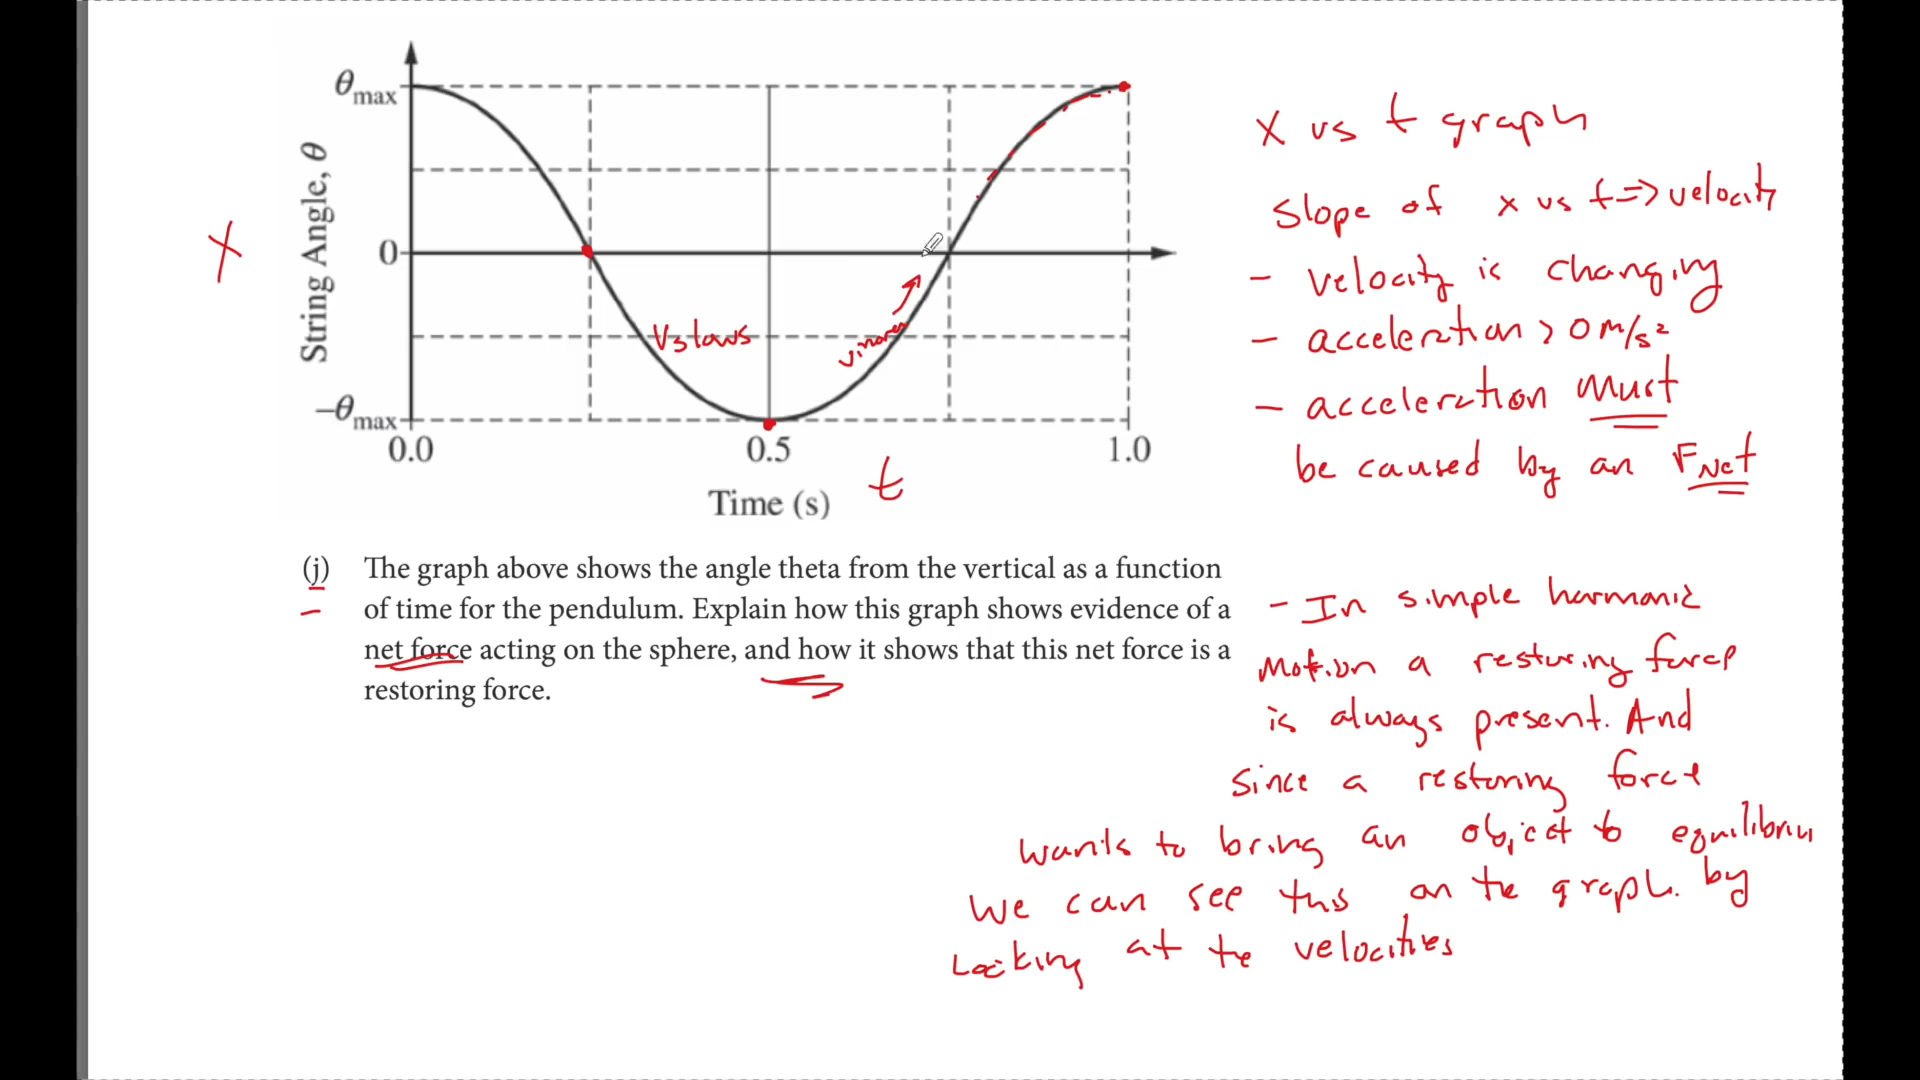 θmax
0
−θmax
String Angle, θ
0.0
0.5
1.0
Time (s)
X
t
V slows
X vs t graph
Slope of x vs t => velocity
- velocity is changing
- acceleration > 0 m/s²
- acceleration must
be caused by an FNet
(j) The graph above shows the angle theta from the vertical as a function
of time for the pendulum. Explain how this graph shows evidence of a
net force acting on the sphere, and how it shows that this net force is a
restoring force.
- In simple harmonic
motion a restoring force
is always present. And
since a restoring force
wants to bring an object to equilibrium
we can see this on the graph. by
Looking at the velocities